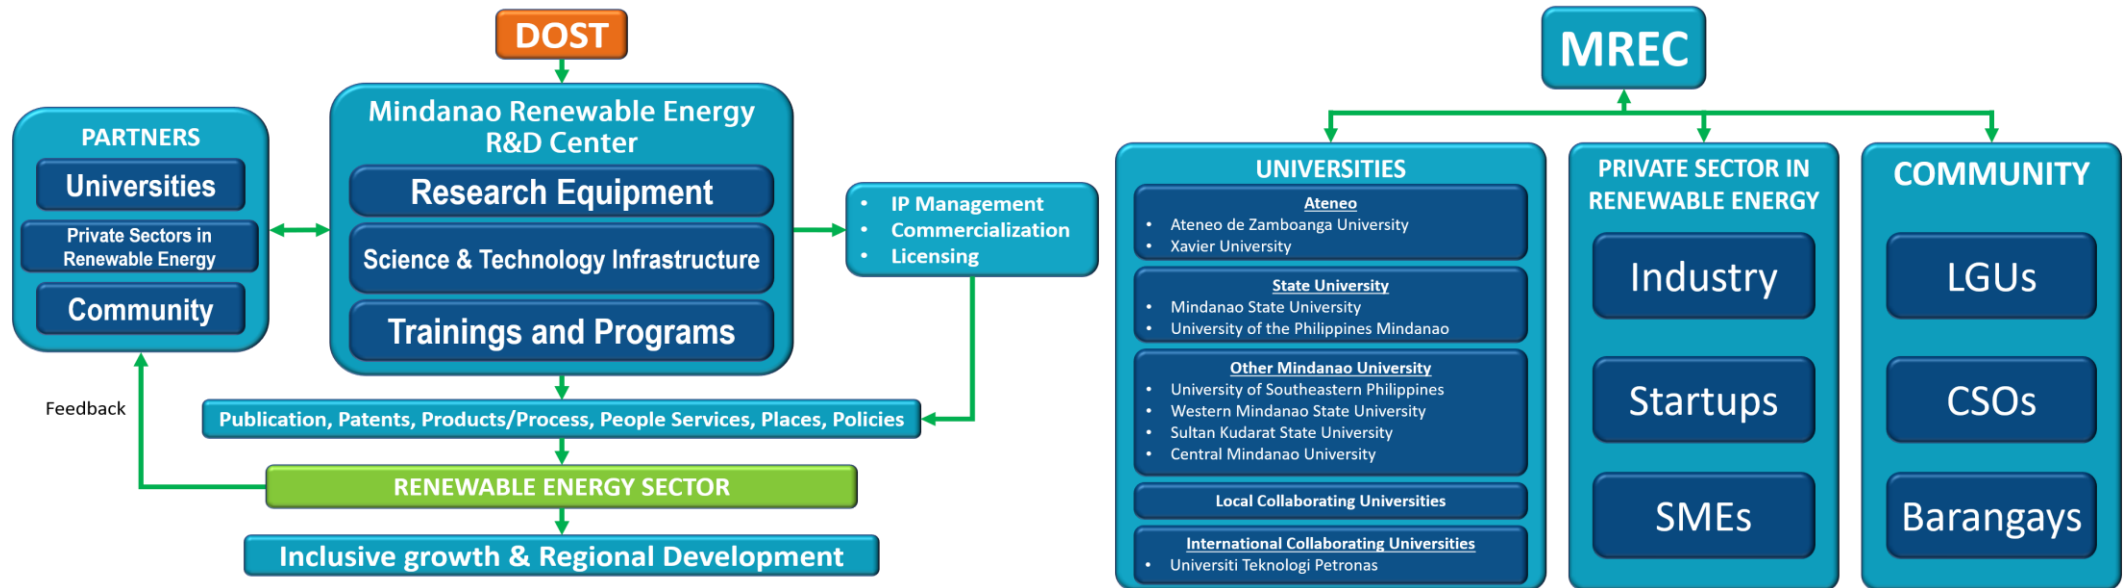 DOST
PARTNERS
Universities
Private Sectors in
Renewable Energy
Community
Mindanao Renewable Energy
R&D Center
Research Equipment
Science & Technology Infrastructure
Trainings and Programs
• IP Management
• Commercialization
• Licensing
Feedback
Publication, Patents, Products/Process, People Services, Places, Policies
RENEWABLE ENERGY SECTOR
Inclusive growth & Regional Development
MREC
UNIVERSITIES
Ateneo
• Ateneo de Zamboanga University
• Xavier University
State University
• Mindanao State University
• University of the Philippines Mindanao
Other Mindanao University
• University of Southeastern Philippines
• Western Mindanao State University
• Sultan Kudarat State University
• Central Mindanao University
Local Collaborating Universities
International Collaborating Universities
• Universiti Teknologi Petronas
PRIVATE SECTOR IN
RENEWABLE ENERGY
Industry
Startups
SMEs
COMMUNITY
LGUs
CSOs
Barangays